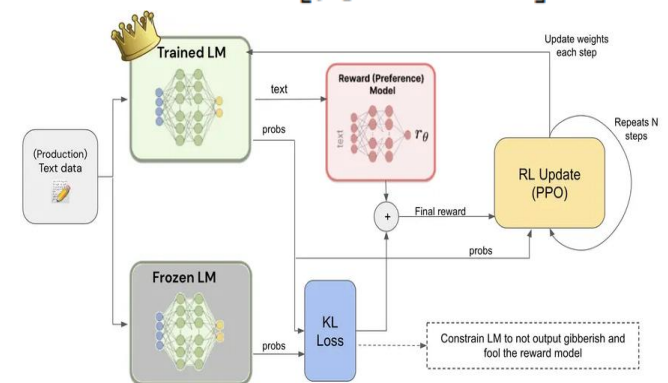 Trained LM
Update weights
each step
Reward (Preference)
Model
text
text
rθ
probs
Repeats N
steps
(Production)
Text data
RL Update
(PPO)
+
Final reward
probs
Frozen LM
KL
Loss
probs
Constrain LM to not output gibberish and
fool the reward model